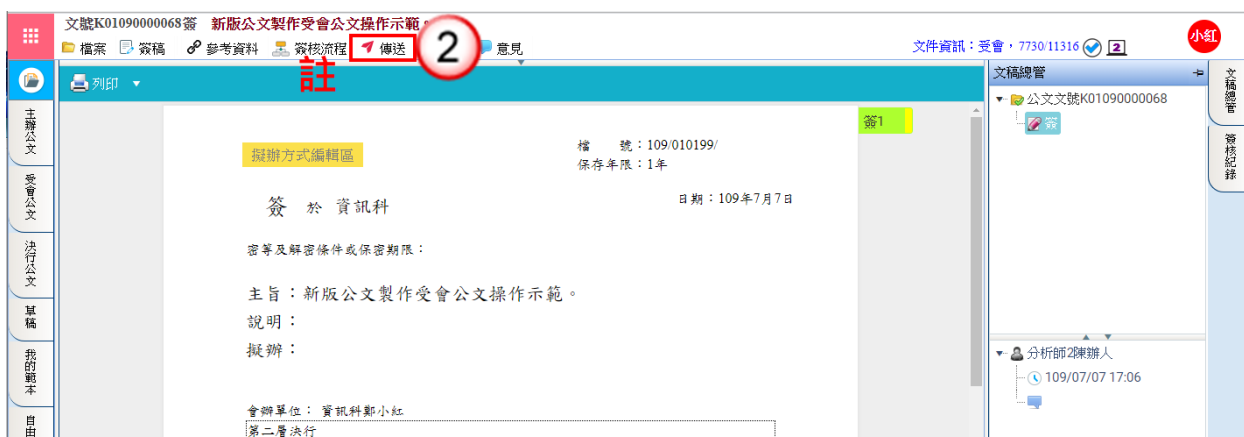 文號K01090000068簽 新版公文製作受會公文操作示範。
檔案 簽稿 參考資料 簽核流程 傳送 2 意見
註
文件資訊：受會，7730/11316 2
小紅
列印
主辦公文
受會公文
決行公文
草稿
我的範本
自由
擬辦方式編輯區
檔 號：109/010199/
保存年限：1年
簽 於 資訊科
日期：109年7月7日
密等及解密條件或保密期限：
主旨：新版公文製作受會公文操作示範。
說明：
擬辦：
會辦單位： 資訊科鄭小紅
第二層決行
簽1
文稿總管
公文文號K01090000068
簽
分析師2陳辦人
109/07/07 17:06
文稿總管
簽核紀錄